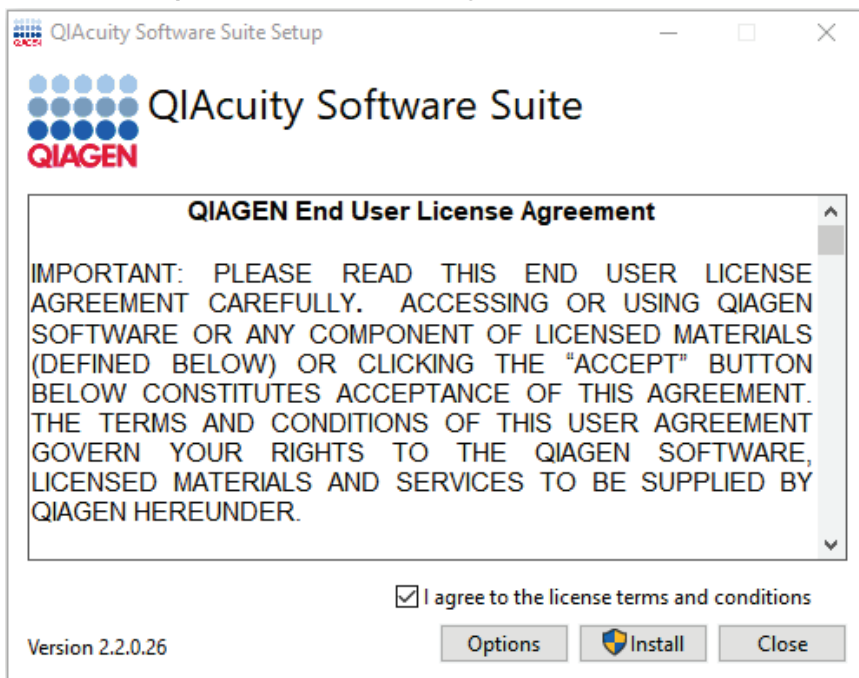 QIAcuity Software Suite Setup
QIAcuity Software Suite
QIAGEN
QIAGEN End User License Agreement
IMPORTANT: PLEASE READ THIS END USER LICENSE
AGREEMENT CAREFULLY. ACCESSING OR USING QIAGEN
SOFTWARE OR ANY COMPONENT OF LICENSED MATERIALS
(DEFINED BELOW) OR CLICKING THE “ACCEPT” BUTTON
BELOW CONSTITUTES ACCEPTANCE OF THIS AGREEMENT.
THE TERMS AND CONDITIONS OF THIS USER AGREEMENT
GOVERN YOUR RIGHTS TO THE QIAGEN SOFTWARE,
LICENSED MATERIALS AND SERVICES TO BE SUPPLIED BY
QIAGEN HEREUNDER.
I agree to the license terms and conditions
Version 2.2.0.26
Options
Install
Close